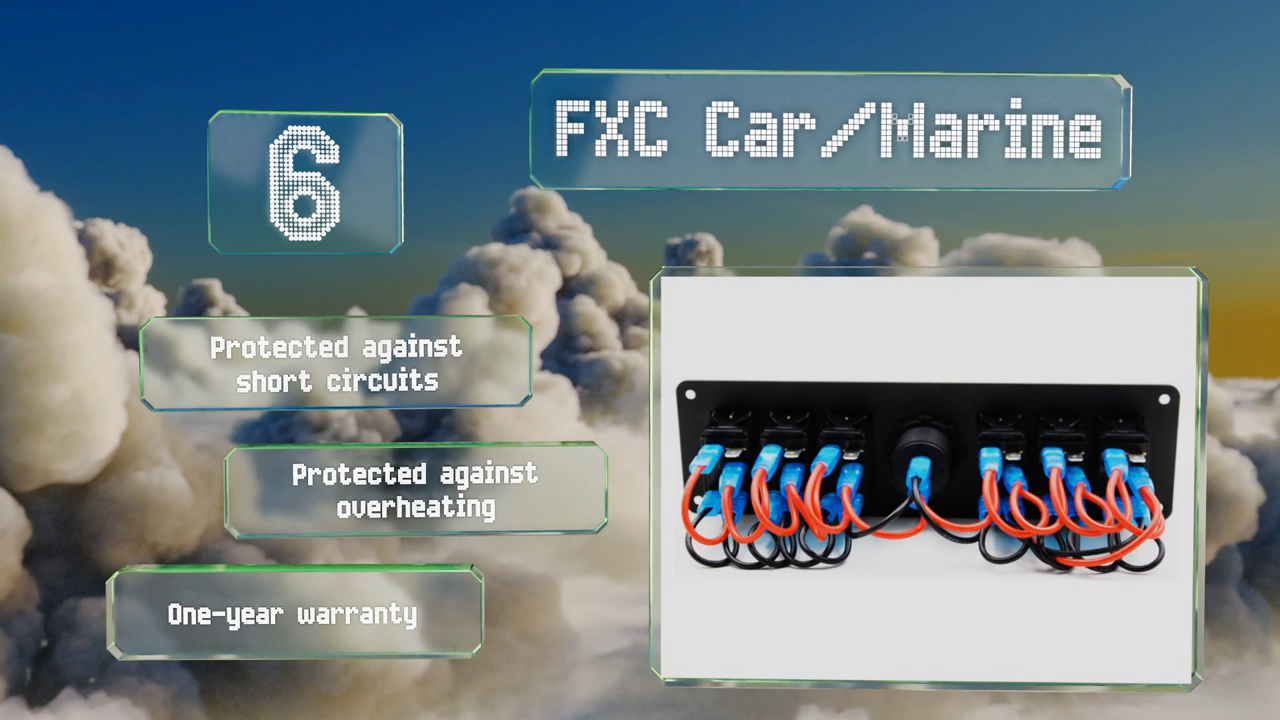 6
FXC Car/Marine
Protected against
short circuits
Protected against
overheating
One-year warranty